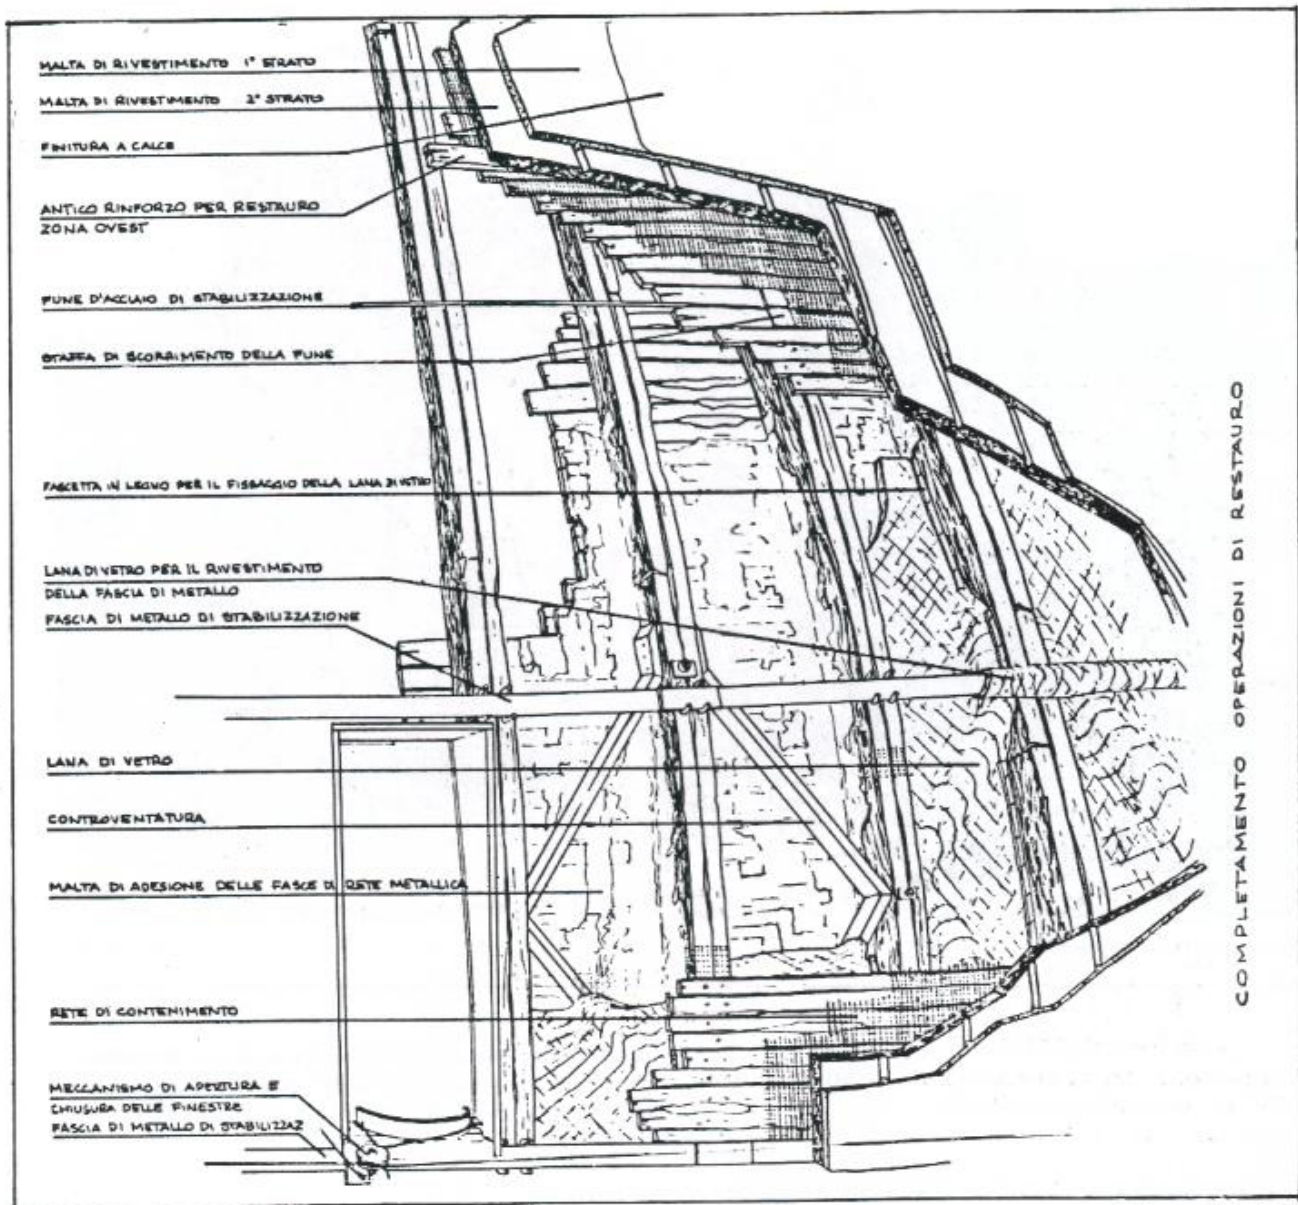 MALTA DI RIVESTIMENTO 1° STRATO
MALTA DI RIVESTIMENTO 2° STRATO
FINITURA A CALCE
ANTICO RINFORZO PER RESTAURO
ZONA OVEST
FUNE D'ACCIAIO DI STABILIZZAZIONE
STAFFA DI SCORRIMENTO DELLA FUNE
FASCETTA IN LEGNO PER IL FISSAGGIO DELLA LANA DI VETRO
LANA DI VETRO PER IL RIVESTIMENTO
DELLA FASCIA DI METALLO
FASCIA DI METALLO DI STABILIZZAZIONE
LANA DI VETRO
CONTROVENTATURA
MALTA DI ADESIONE DELLE FASCE DI RETE METALLICA
RETE DI CONTENIMENTO
MECCANISMO DI APERTURA E
CHIUSURA DELLE FINESTRE
FASCIA DI METALLO DI STABILIZZAZ
COMPLETAMENTO OPERAZIONI DI RESTAURO